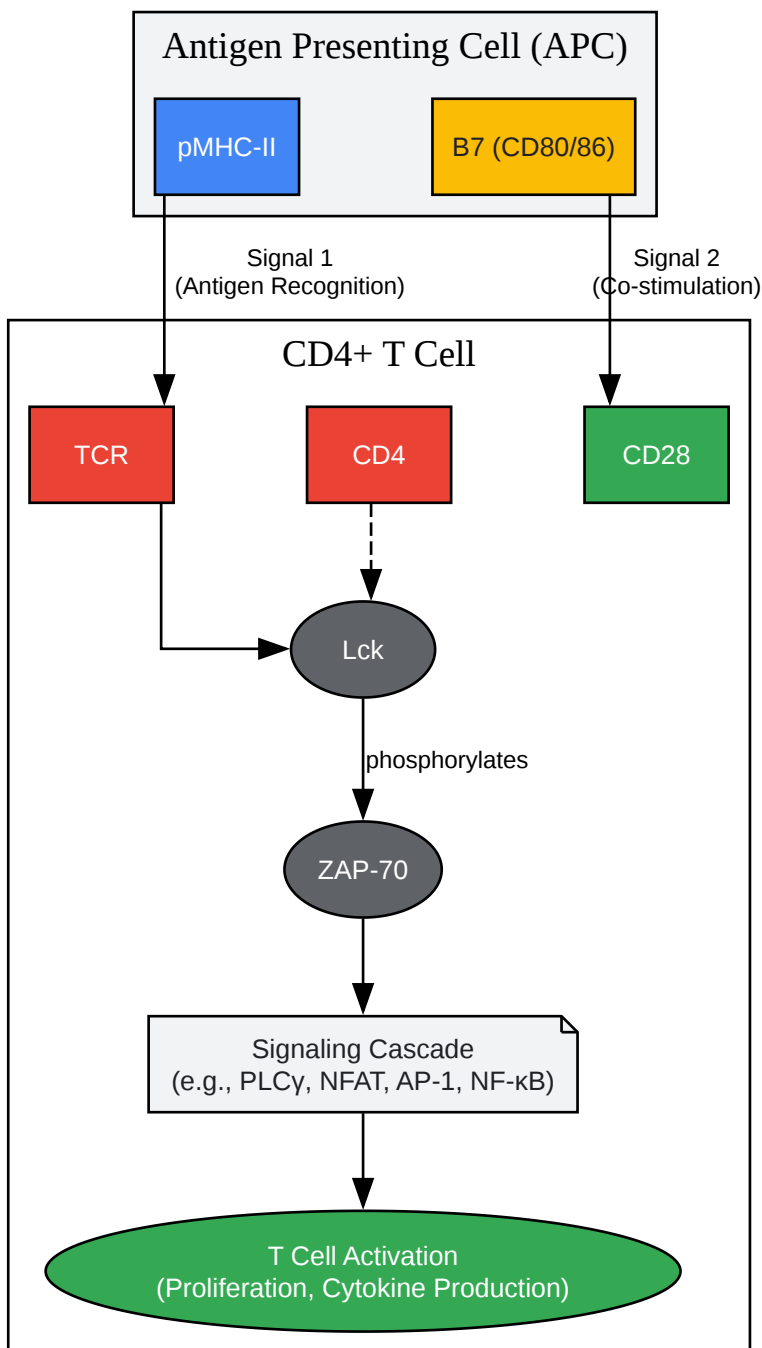 Antigen Presenting Cell (APC)
pMHC-II
B7 (CD80/86)
Signal 1
(Antigen Recognition)
Signal 2
(Co-stimulation)
CD4+ T Cell
TCR
CD4
CD28
Lck
phosphorylates
ZAP-70
Signaling Cascade
(e.g., PLCγ, NFAT, AP-1, NF-κB)
T Cell Activation
(Proliferation, Cytokine Production)